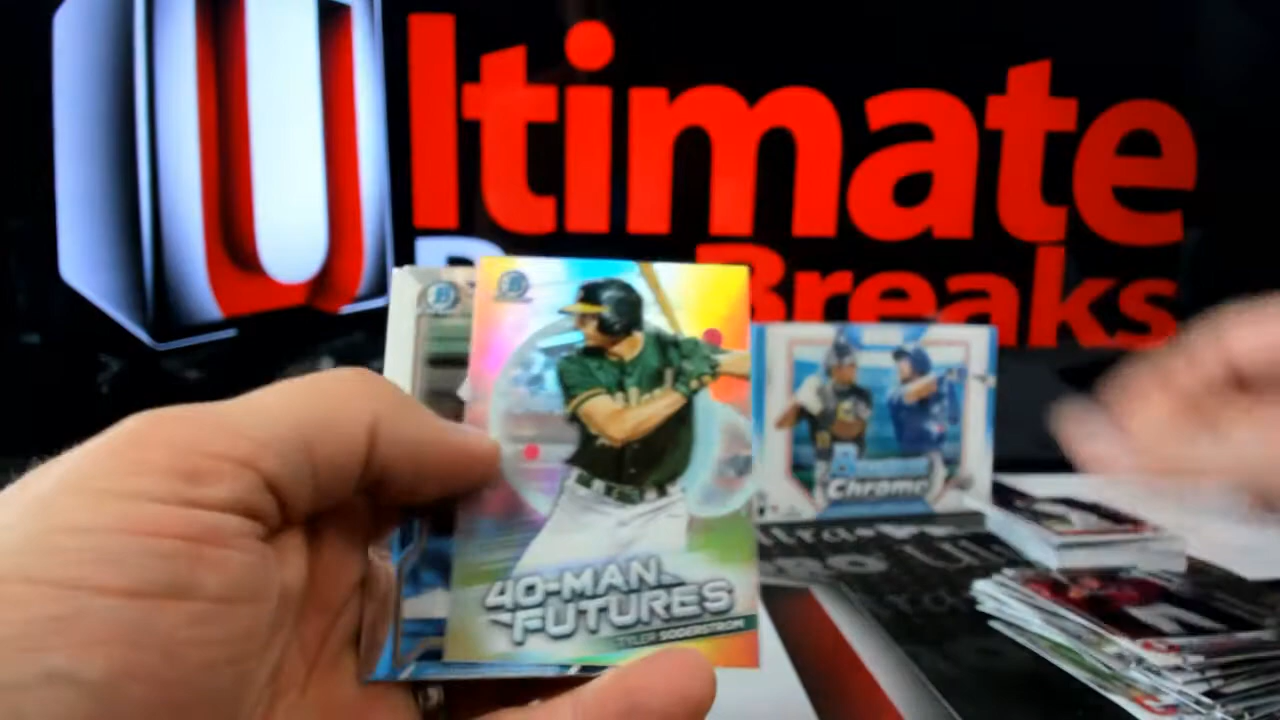 Ultimate
Breaks
B
B
40-MAN
FUTURES
TYLER SODERSTROM
Bowman
Chrome